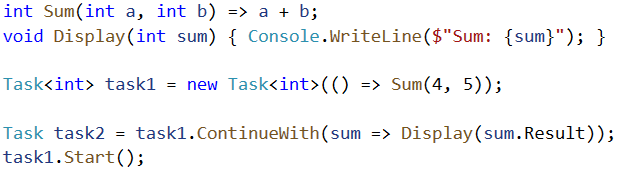 int Sum(int a, int b) => a + b;
void Display(int sum) { Console.WriteLine($"Sum: {sum}"); }
Task<int> task1 = new Task<int>(() => Sum(4, 5));
Task task2 = task1.ContinueWith(sum => Display(sum.Result));
task1.Start();